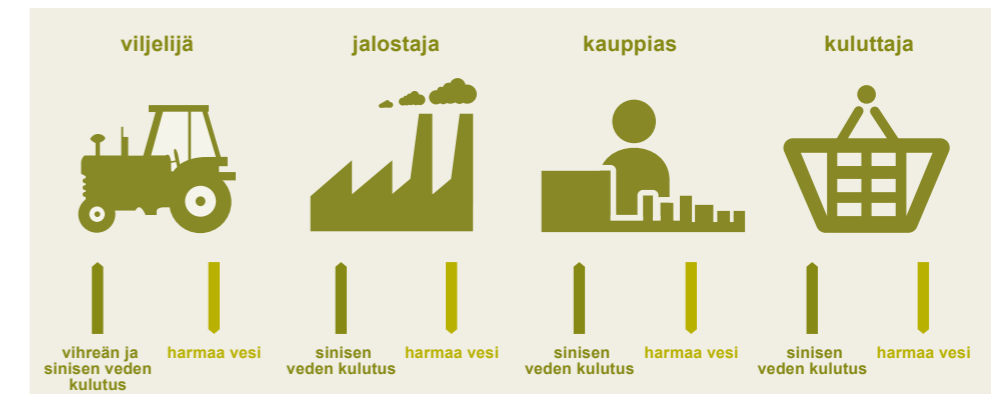 viljelijä
jalostaja
kauppias
kuluttaja
vihreän ja
sinisen veden
kulutus
harmaa vesi
sinisen
veden kulutus
harmaa vesi
sinisen
veden kulutus
harmaa vesi
sinisen
veden kulutus
harmaa vesi